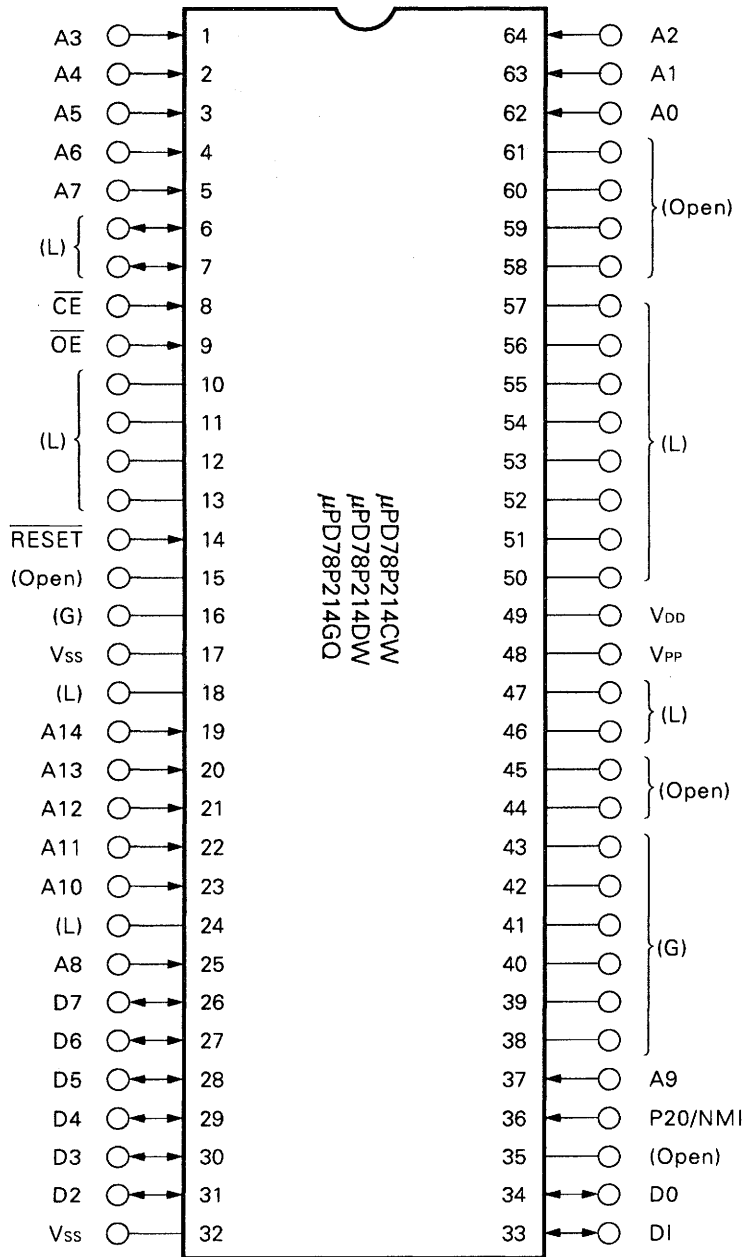 A3 1 64 A2
A4 2 63 A1
A5 3 62 A0
A6 4 61
A7 5 60 (Open)
(L) 6 59
7 58
CE 8 57
OE 9 56
10 55
(L) 11 54 (L)
12 53
13 52
RESET 14 51
(Open) 15 50
(G) 16 49 VDD
VSS 17 48 VPP
(L) 18 47 (L)
A14 19 46
A13 20 45 (Open)
A12 21 44
A11 22 43
A10 23 42
(L) 24 41 (G)
A8 25 40
D7 26 39
D6 27 38
D5 28 37 A9
D4 29 36 P20/NMI
D3 30 35 (Open)
D2 31 34 D0
VSS 32 33 DI
μPD78P214CW
μPD78P214DW
μPD78P214GQ